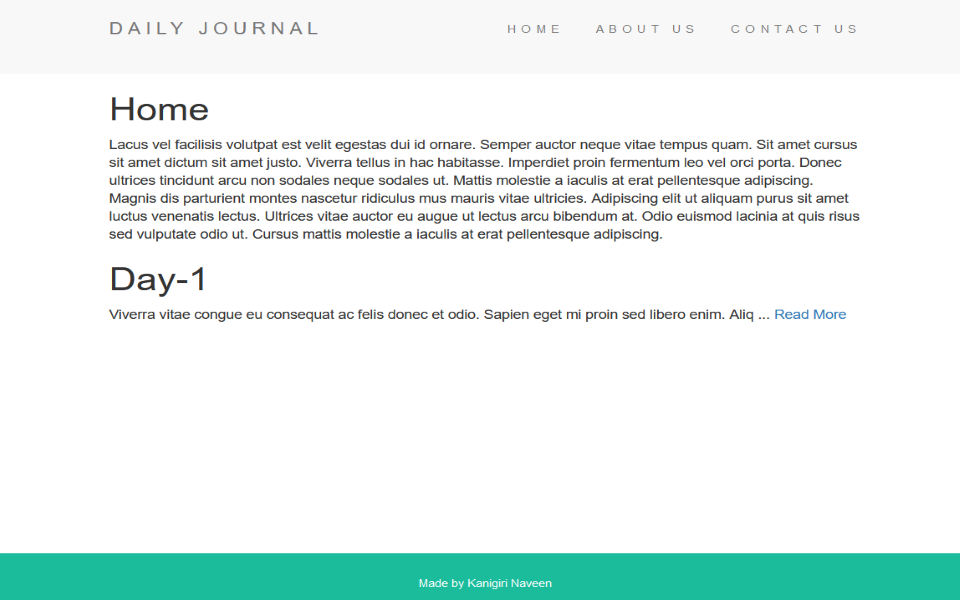 DAILY JOURNAL
HOME ABOUT US CONTACT US
Home
Lacus vel facilisis volutpat est velit egestas dui id ornare. Semper auctor neque vitae tempus quam. Sit amet cursus
sit amet dictum sit amet justo. Viverra tellus in hac habitasse. Imperdiet proin fermentum leo vel orci porta. Donec
ultrices tincidunt arcu non sodales neque sodales ut. Mattis molestie a iaculis at erat pellentesque adipiscing.
Magnis dis parturient montes nascetur ridiculus mus mauris vitae ultricies. Adipiscing elit ut aliquam purus sit amet
luctus venenatis lectus. Ultrices vitae auctor eu augue ut lectus arcu bibendum at. Odio euismod lacinia at quis risus
sed vulputate odio ut. Cursus mattis molestie a iaculis at erat pellentesque adipiscing.
Day-1
Viverra vitae congue eu consequat ac felis donec et odio. Sapien eget mi proin sed libero enim. Aliq ... Read More
Made by Kanigiri Naveen